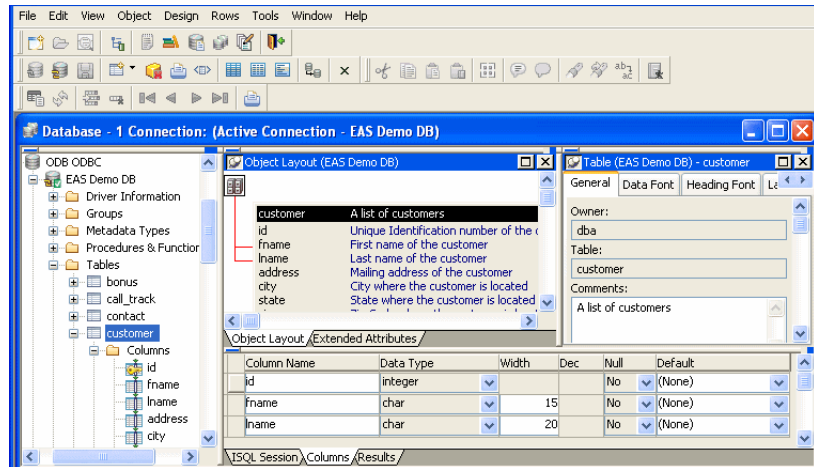 File Edit View Object Design Rows Tools Window Help
Database - 1 Connection: (Active Connection - EAS Demo DB)
ODB ODBC
EAS Demo DB
Driver Information
Groups
Metadata Types
Procedures & Function
Tables
bonus
call_track
contact
customer
Columns
id
fname
lname
address
city
Object Layout (EAS Demo DB)
customer A list of customers
id Unique Identification number of the c
fname First name of the customer
lname Last name of the customer
address Mailing address of the customer
city City where the customer is located
state State where the customer is located
Object Layout Extended Attributes
Table (EAS Demo DB) - customer
General Data Font Heading Font La
Owner:
dba
Table:
customer
Comments:
A list of customers
Column Name Data Type Width Dec Null Default
id integer No (None)
fname char 15 No (None)
lname char 20 No (None)
ISQL Session Columns Results